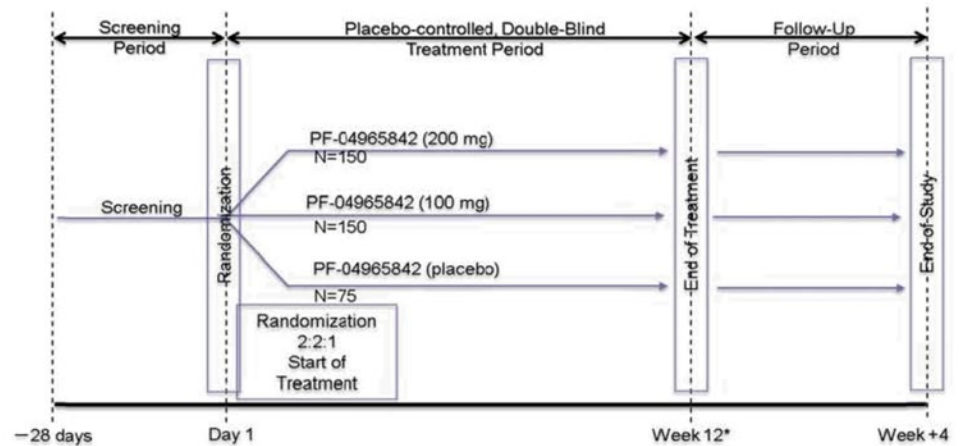 Screening
Period
Placebo-controlled, Double-Blind
Treatment Period
Follow-Up
Period
PF-04965842 (200 mg)
N=150
Screening
PF-04965842 (100 mg)
N=150
PF-04965842 (placebo)
N=75
Randomization
End of Treatment
End-of-Study
Randomization
2:2:1
Start of
Treatment
−28 days
Day 1
Week 12*
Week +4